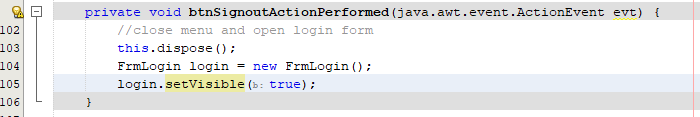 private void btnSignoutActionPerformed(java.awt.event.ActionEvent evt) {
102 //close menu and open login form
103 this.dispose();
104 FrmLogin login = new FrmLogin();
105 login.setVisible(b: true);
106 }